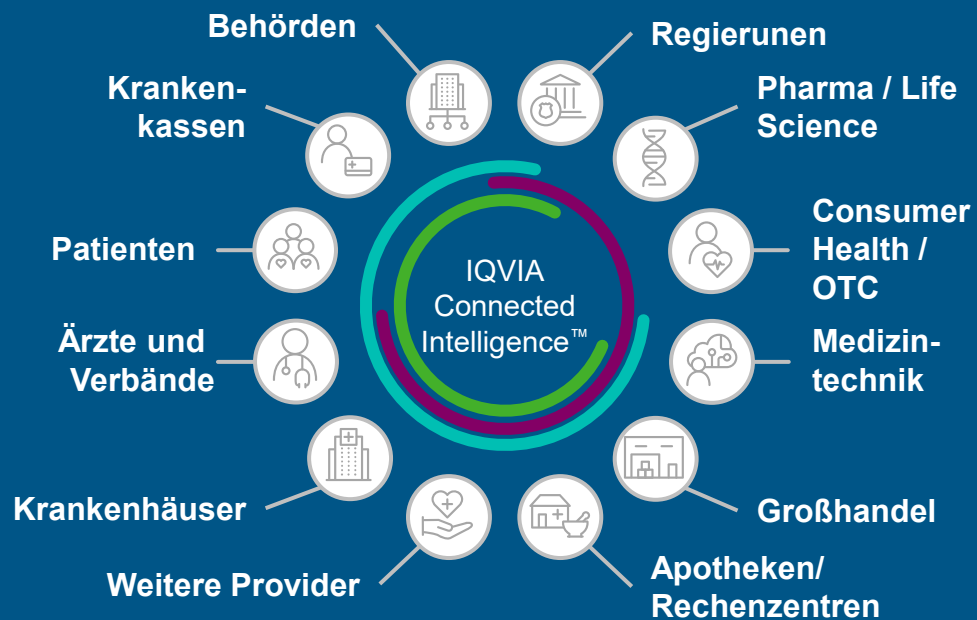 Behörden
Regierunen
Kranken-
kassen
Pharma / Life
Science
Patienten
Consumer
Health /
OTC
IQVIA
Connected
Intelligence™
Ärzte und
Verbände
Medizin-
technik
Krankenhäuser
Großhandel
Weitere Provider
Apotheken/
Rechenzentren